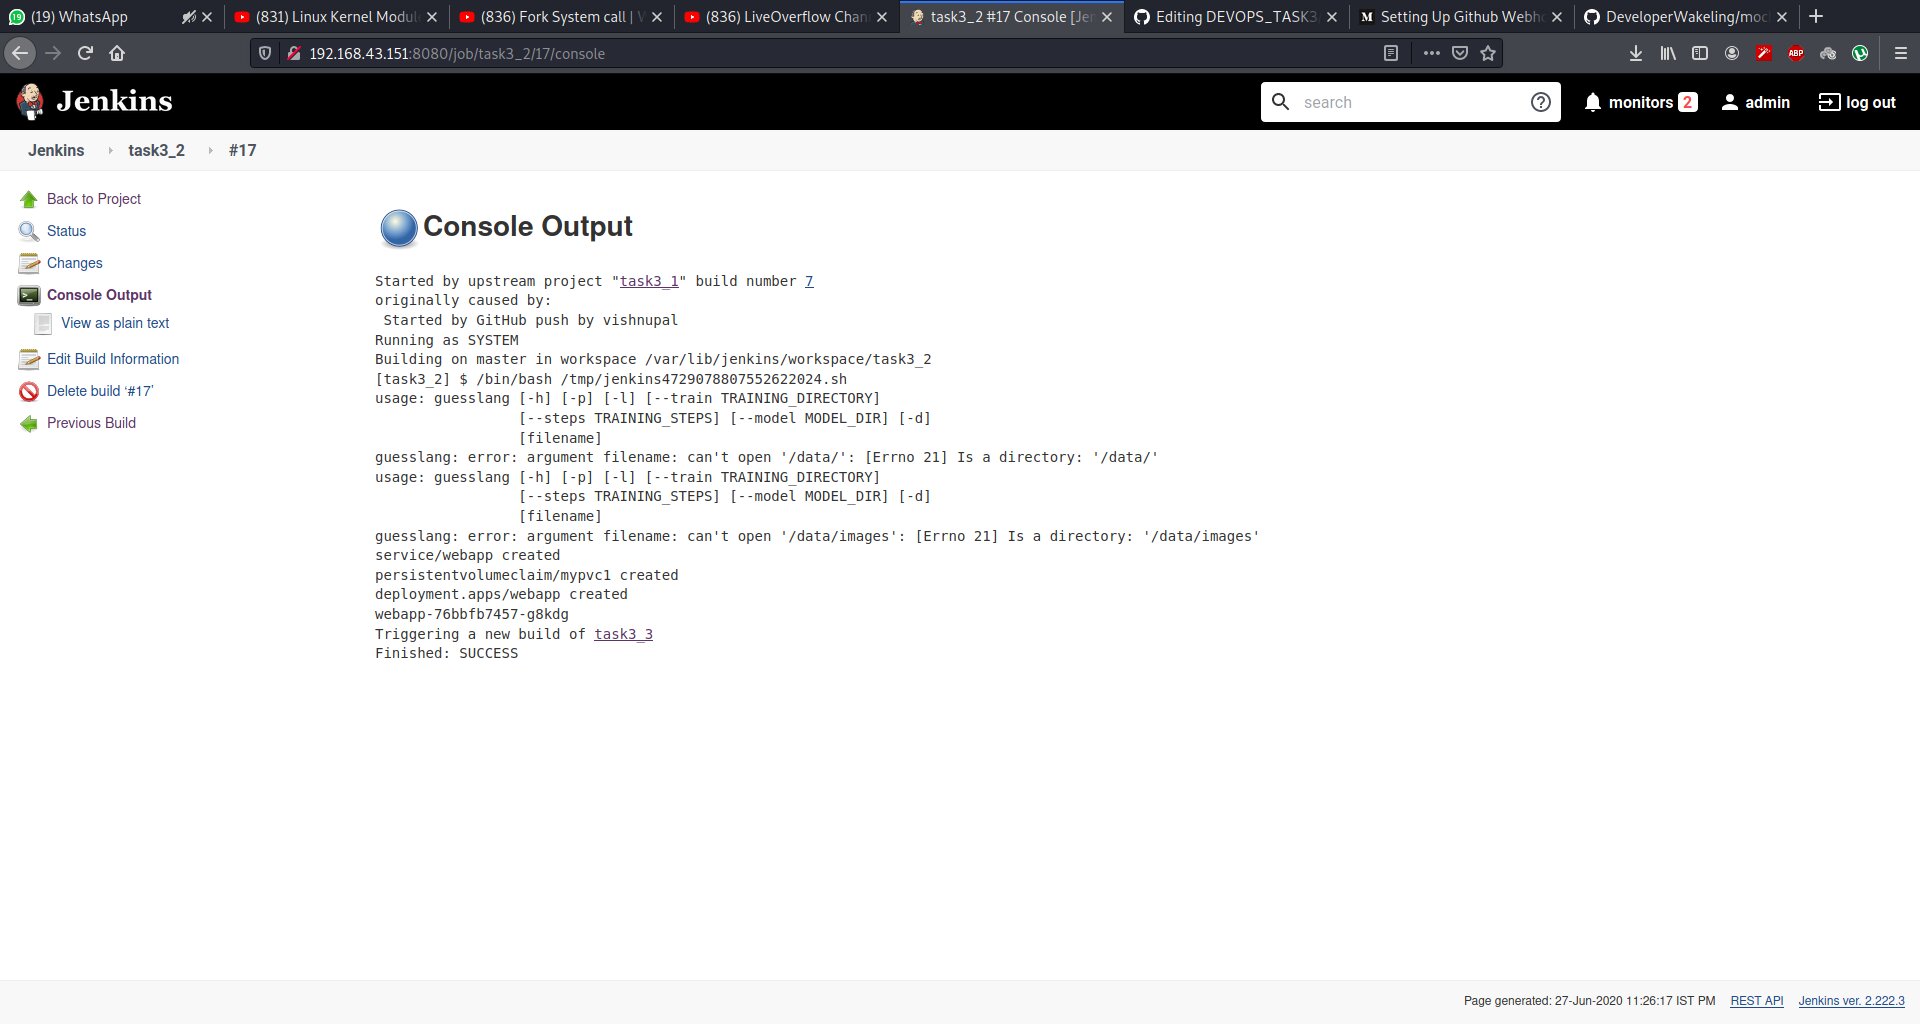 (19) WhatsApp
(831) Linux Kernel Modul
(836) Fork System call | W
(836) LiveOverflow Chan
task3_2 #17 Console [Jen
Editing DEVOPS_TASK3
Setting Up Github Webho
DeveloperWakeling/moc
192.168.43.151:8080/job/task3_2/17/console
ABP
Jenkins
search
monitors 2
admin
log out
Jenkins
task3_2
#17
Back to Project
Status
Changes
Console Output
View as plain text
Edit Build Information
Delete build ‘#17’
Previous Build
Console Output
Started by upstream project "task3_1" build number 7
originally caused by:
Started by GitHub push by vishnupal
Running as SYSTEM
Building on master in workspace /var/lib/jenkins/workspace/task3_2
[task3_2] $ /bin/bash /tmp/jenkins4729078807552622024.sh
usage: guesslang [-h] [-p] [-l] [--train TRAINING_DIRECTORY]
[--steps TRAINING_STEPS] [--model MODEL_DIR] [-d]
[filename]
guesslang: error: argument filename: can't open '/data/': [Errno 21] Is a directory: '/data/'
usage: guesslang [-h] [-p] [-l] [--train TRAINING_DIRECTORY]
[--steps TRAINING_STEPS] [--model MODEL_DIR] [-d]
[filename]
guesslang: error: argument filename: can't open '/data/images': [Errno 21] Is a directory: '/data/images'
service/webapp created
persistentvolumeclaim/mypvc1 created
deployment.apps/webapp created
webapp-76bbfb7457-g8kdg
Triggering a new build of task3_3
Finished: SUCCESS
Page generated: 27-Jun-2020 11:26:17 IST PM
REST API
Jenkins ver. 2.222.3